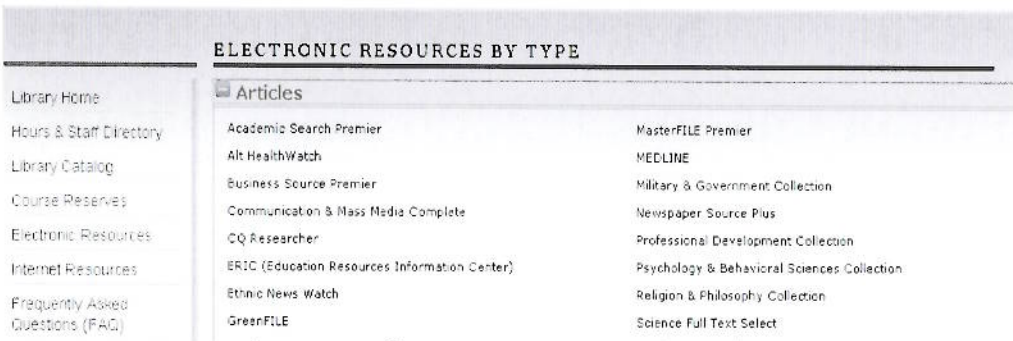 ELECTRONIC RESOURCES BY TYPE
Library Home
Hours & Staff Directory
Library Catalog
Course Reserves
Electronic Resources
Internet Resources
Frequently Asked
Questions (FAQ)
Articles
Academic Search Premier
Alt HealthWatch
Business Source Premier
Communication & Mass Media Complete
CQ Researcher
ERIC (Education Resources Information Center)
Ethnic News Watch
GreenFILE
MasterFILE Premier
MEDLINE
Military & Government Collection
Newspaper Source Plus
Professional Development Collection
Psychology & Behavioral Sciences Collection
Religion & Philosophy Collection
Science Full Text Select